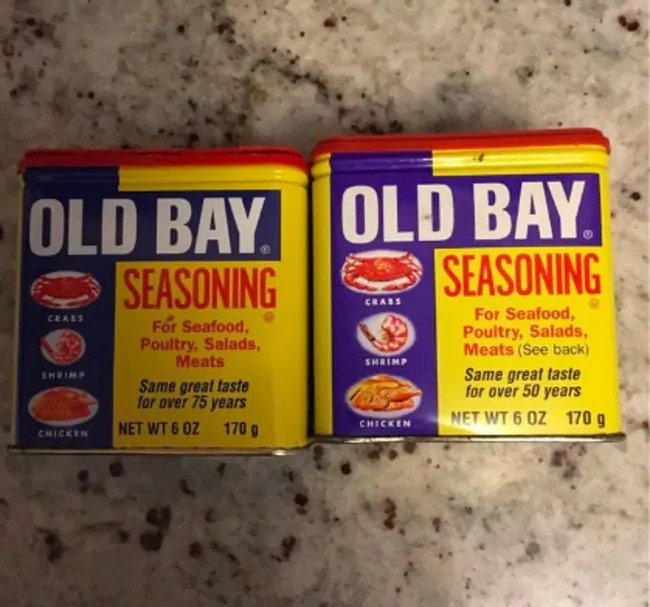 OLD BAY®
SEASONING®
CRABS
For Seafood,
Poultry, Salads,
Meats
SHRIMP
Same great taste
for over 75 years
CHICKEN
NET WT 6 OZ 170 g
OLD BAY®
SEASONING®
CRABS
For Seafood,
Poultry, Salads,
Meats (See back)
SHRIMP
Same great taste
for over 50 years
CHICKEN
NET WT 6 OZ 170 g